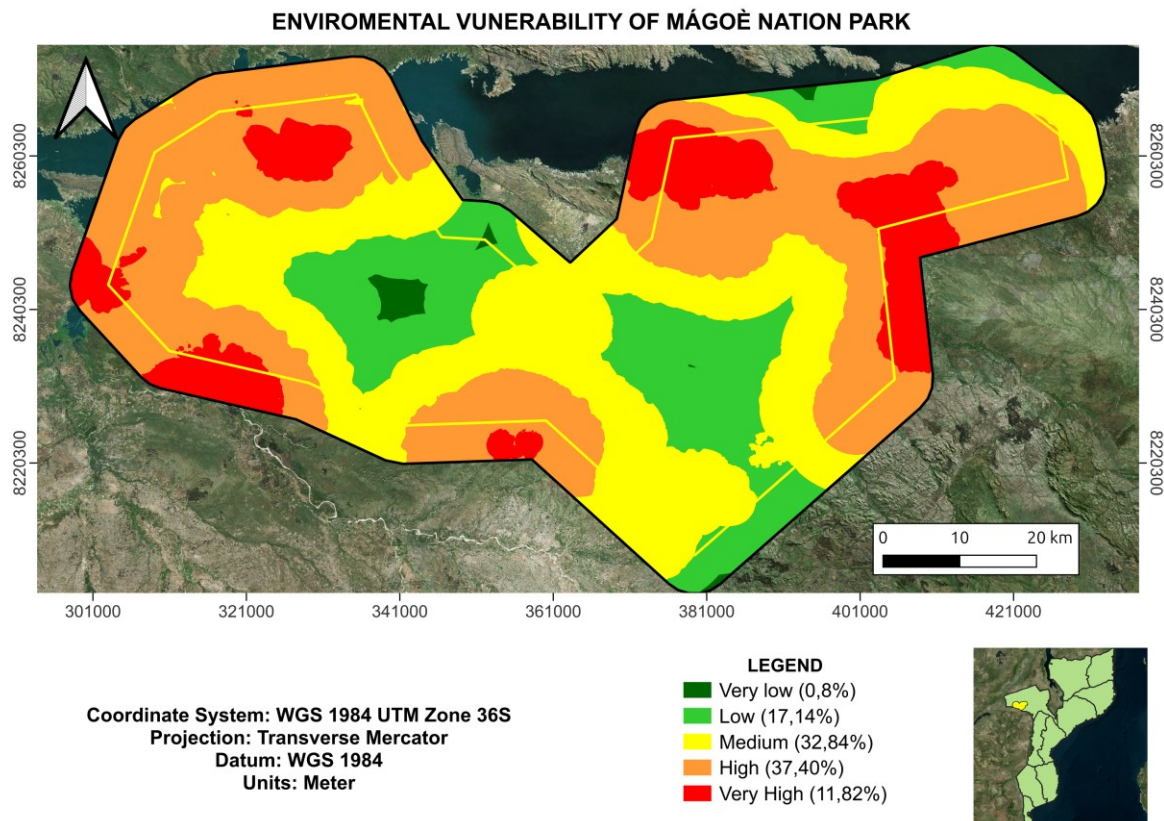 ENVIROMENTAL VUNERABILITY OF MÁGOÈ NATION PARK
8260300
8240300
8220300
8260300
8240300
8220300
0 10 20 km
301000 321000 341000 361000 381000 401000 421000
Coordinate System: WGS 1984 UTM Zone 36S
Projection: Transverse Mercator
Datum: WGS 1984
Units: Meter
LEGEND
Very low (0,8%)
Low (17,14%)
Medium (32,84%)
High (37,40%)
Very High (11,82%)